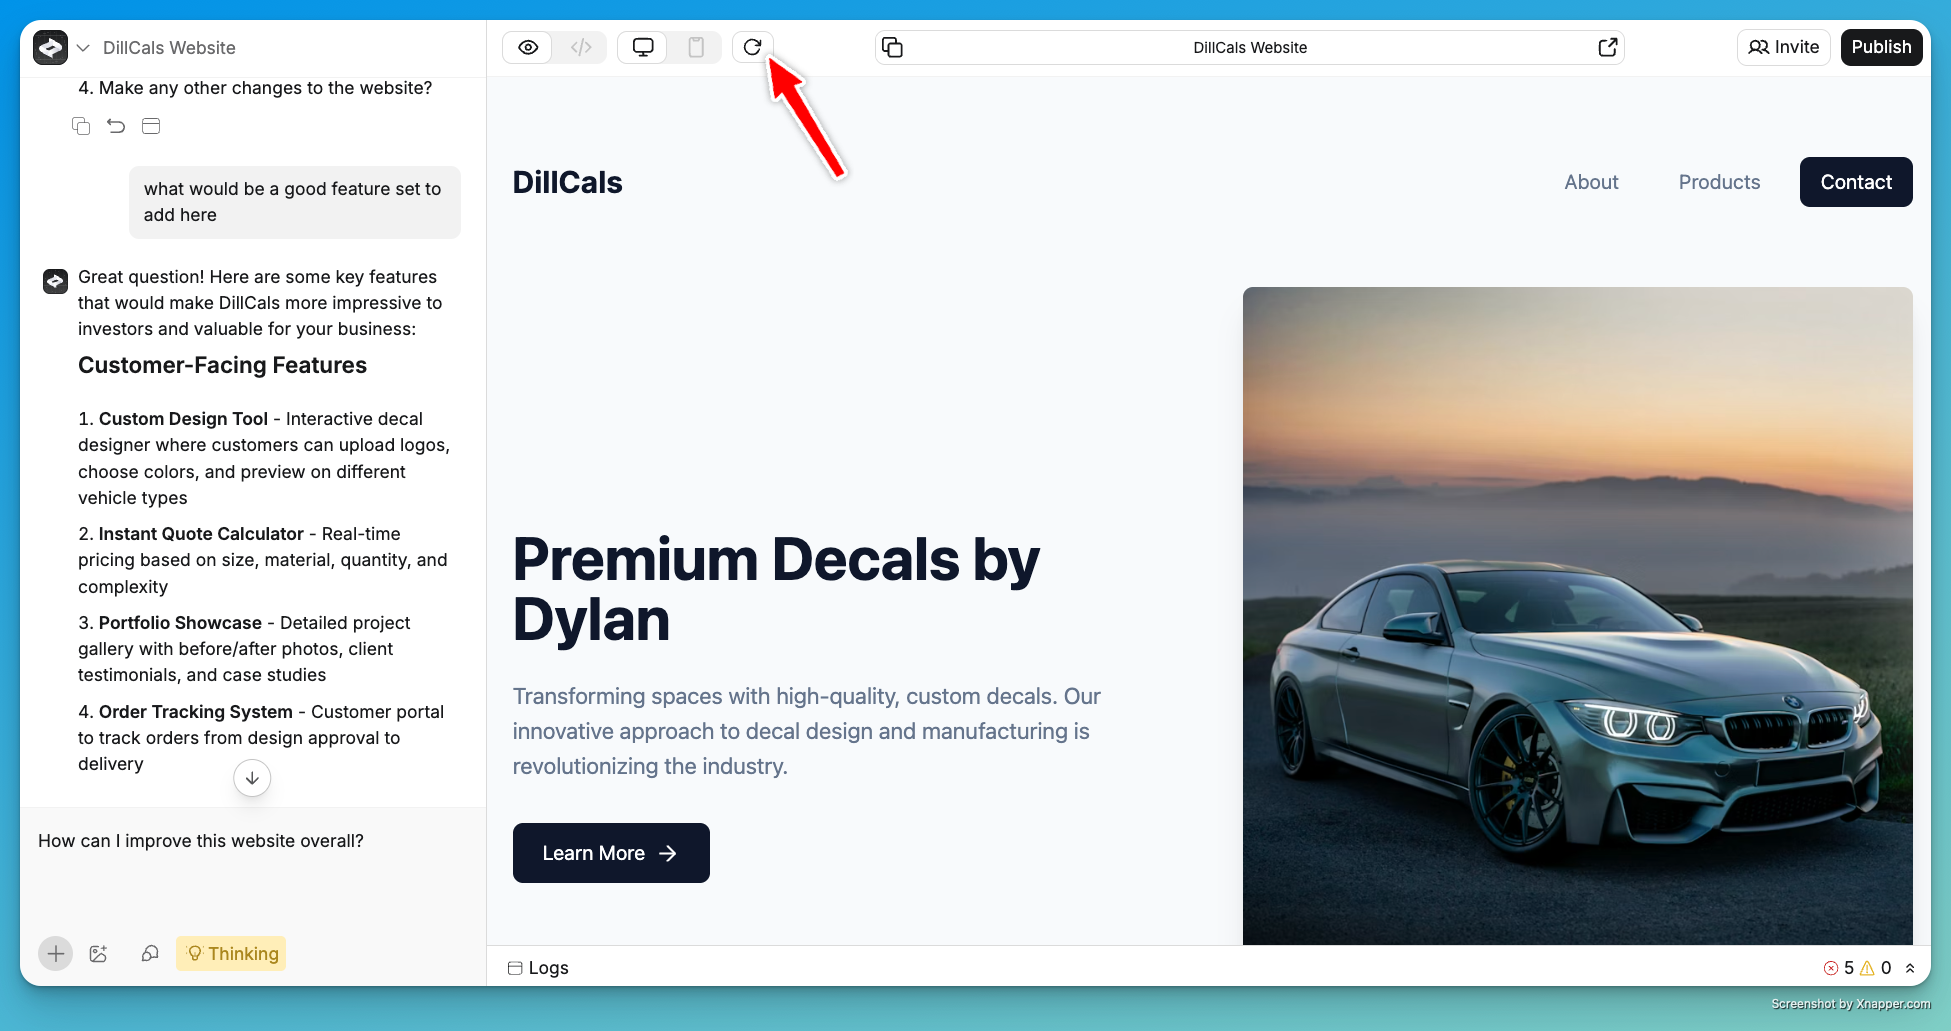 DillCals Website
4. Make any other changes to the website?
what would be a good feature set to
add here
Great question! Here are some key features
that would make DillCals more impressive to
investors and valuable for your business:
Customer-Facing Features
1. Custom Design Tool - Interactive decal
designer where customers can upload logos,
choose colors, and preview on different
vehicle types
2. Instant Quote Calculator - Real-time
pricing based on size, material, quantity, and
complexity
3. Portfolio Showcase - Detailed project
gallery with before/after photos, client
testimonials, and case studies
4. Order Tracking System - Customer portal
to track orders from design approval to
delivery
How can I improve this website overall?
Thinking
DillCals Website
Invite
Publish
DillCals
About
Products
Contact
Premium Decals by
Dylan
Transforming spaces with high-quality, custom decals. Our
innovative approach to decal design and manufacturing is
revolutionizing the industry.
Learn More
Logs
5
0
Screenshot by Xnapper.com